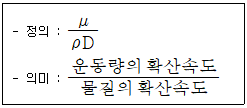 - 정의 : μ / ρD
- 의미 : 운동량의 확산속도 / 물질의 확산속도